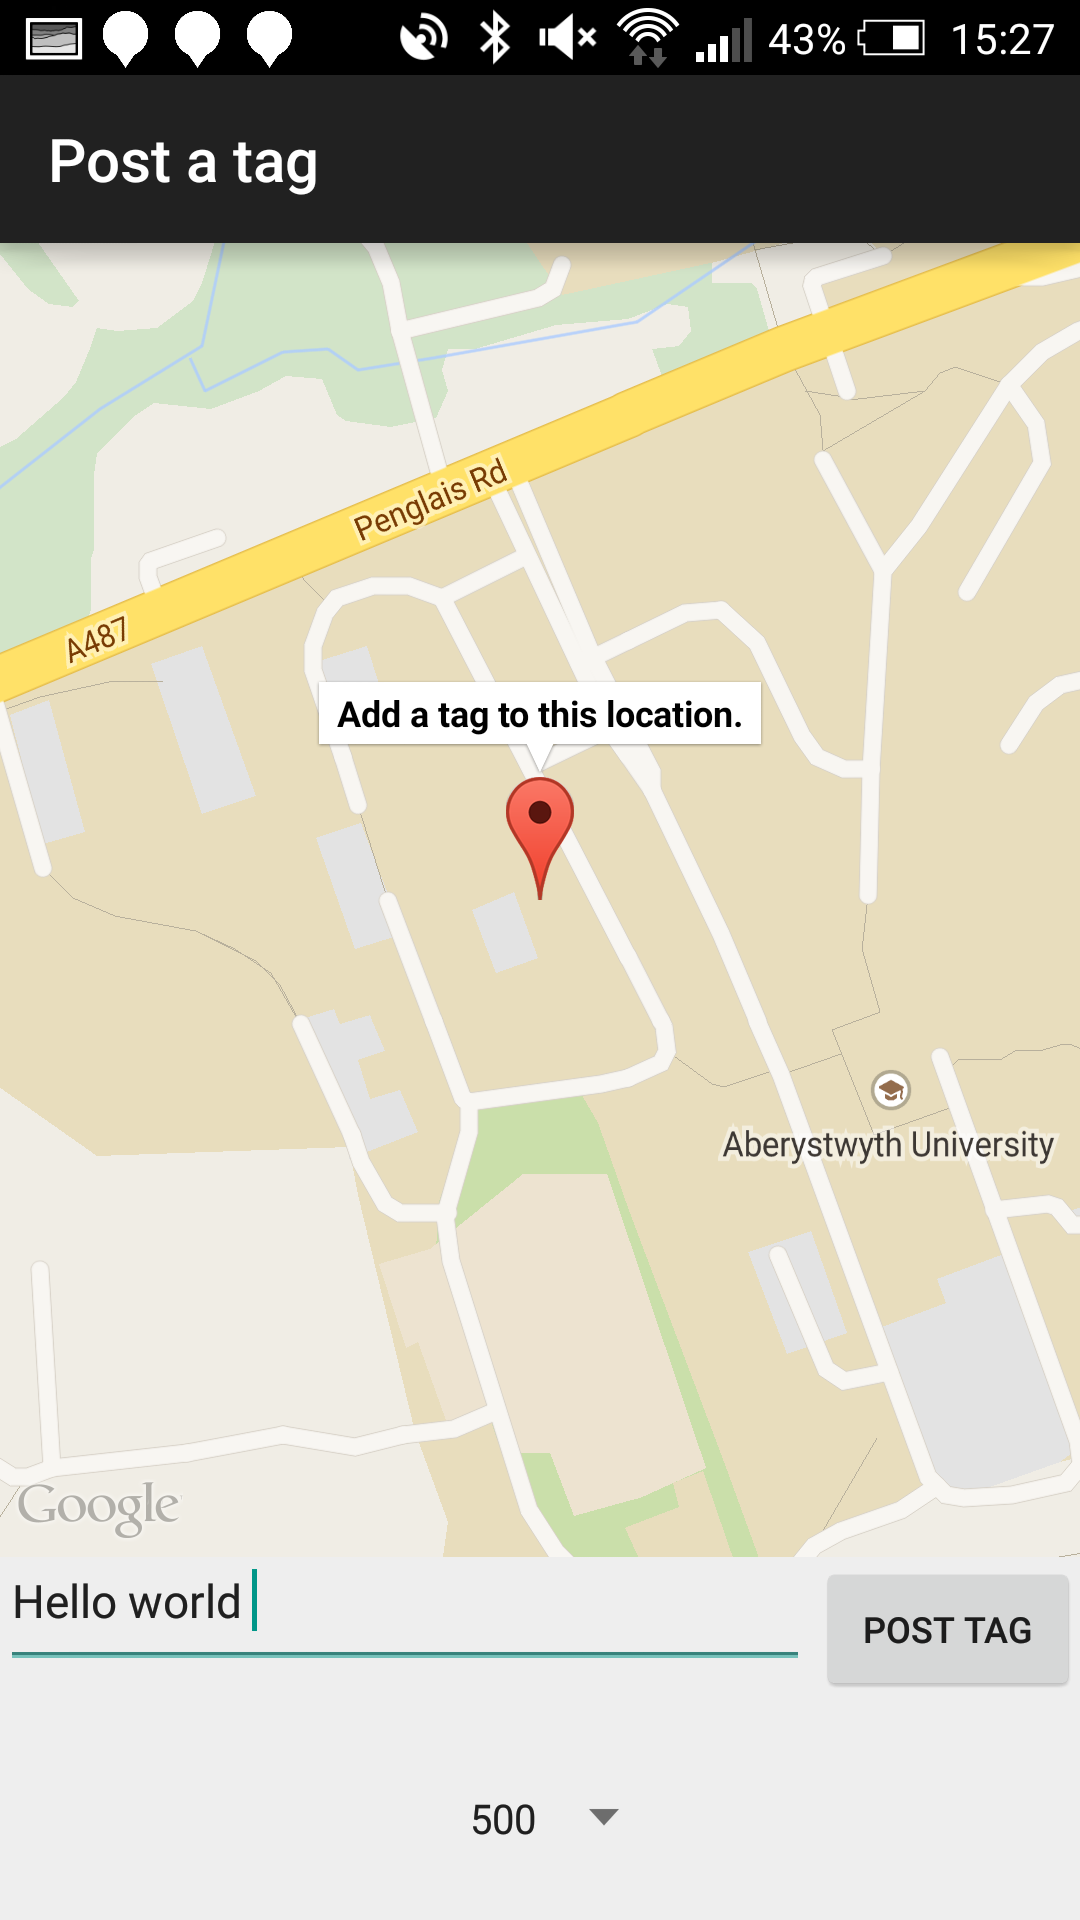 43% 15:27
Post a tag
Penglais Rd
A487
Add a tag to this location.
Aberystwyth University
Google
Hello world
POST TAG
500